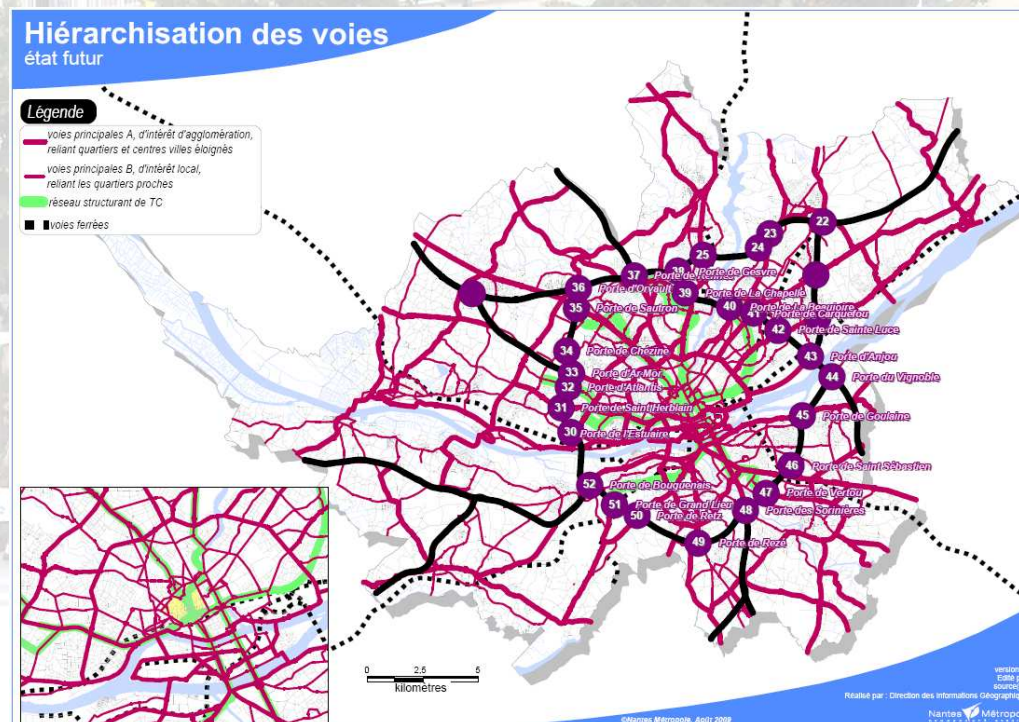 Hiérarchisation des voies
état futur
Légende
voies principales A, d'intérêt d'agglomération,
reliant quartiers et centres villes éloignés
voies principales B, d'intérêt local,
reliant les quartiers proches
réseau structurant de TC
voies ferrées
22
23
24
25
37
38 Porte de Gesvre
Porte de Rennes
36 Porte d'Orvault
39 Porte de La Chapelle
35 Porte de Sautron
40 Porte de La Beaujoire
41 Porte de Carquefou
42 Porte de Sainte Luce
34 Porte de Chézine
43 Porte d'Anjou
33 Porte d'Ar Mor
44 Porte du Vignoble
32 Porte d'Atlantis
31 Porte de Saint Herblain
45 Porte de Goulaine
30 Porte de l'Estuaire
46 Porte de Saint Sébastien
52 Porte de Bouguenais
47 Porte de Vertou
51 Porte de Grand Lieu
48 Porte des Sorinières
50 Porte de Retz
49 Porte de Rezé
0 2,5 5
kilomètres
version
Edité p
source
Réalisé par : Direction des Informations Géographiq
©Nantes Métropole, Août 2009
Nantes Métropo